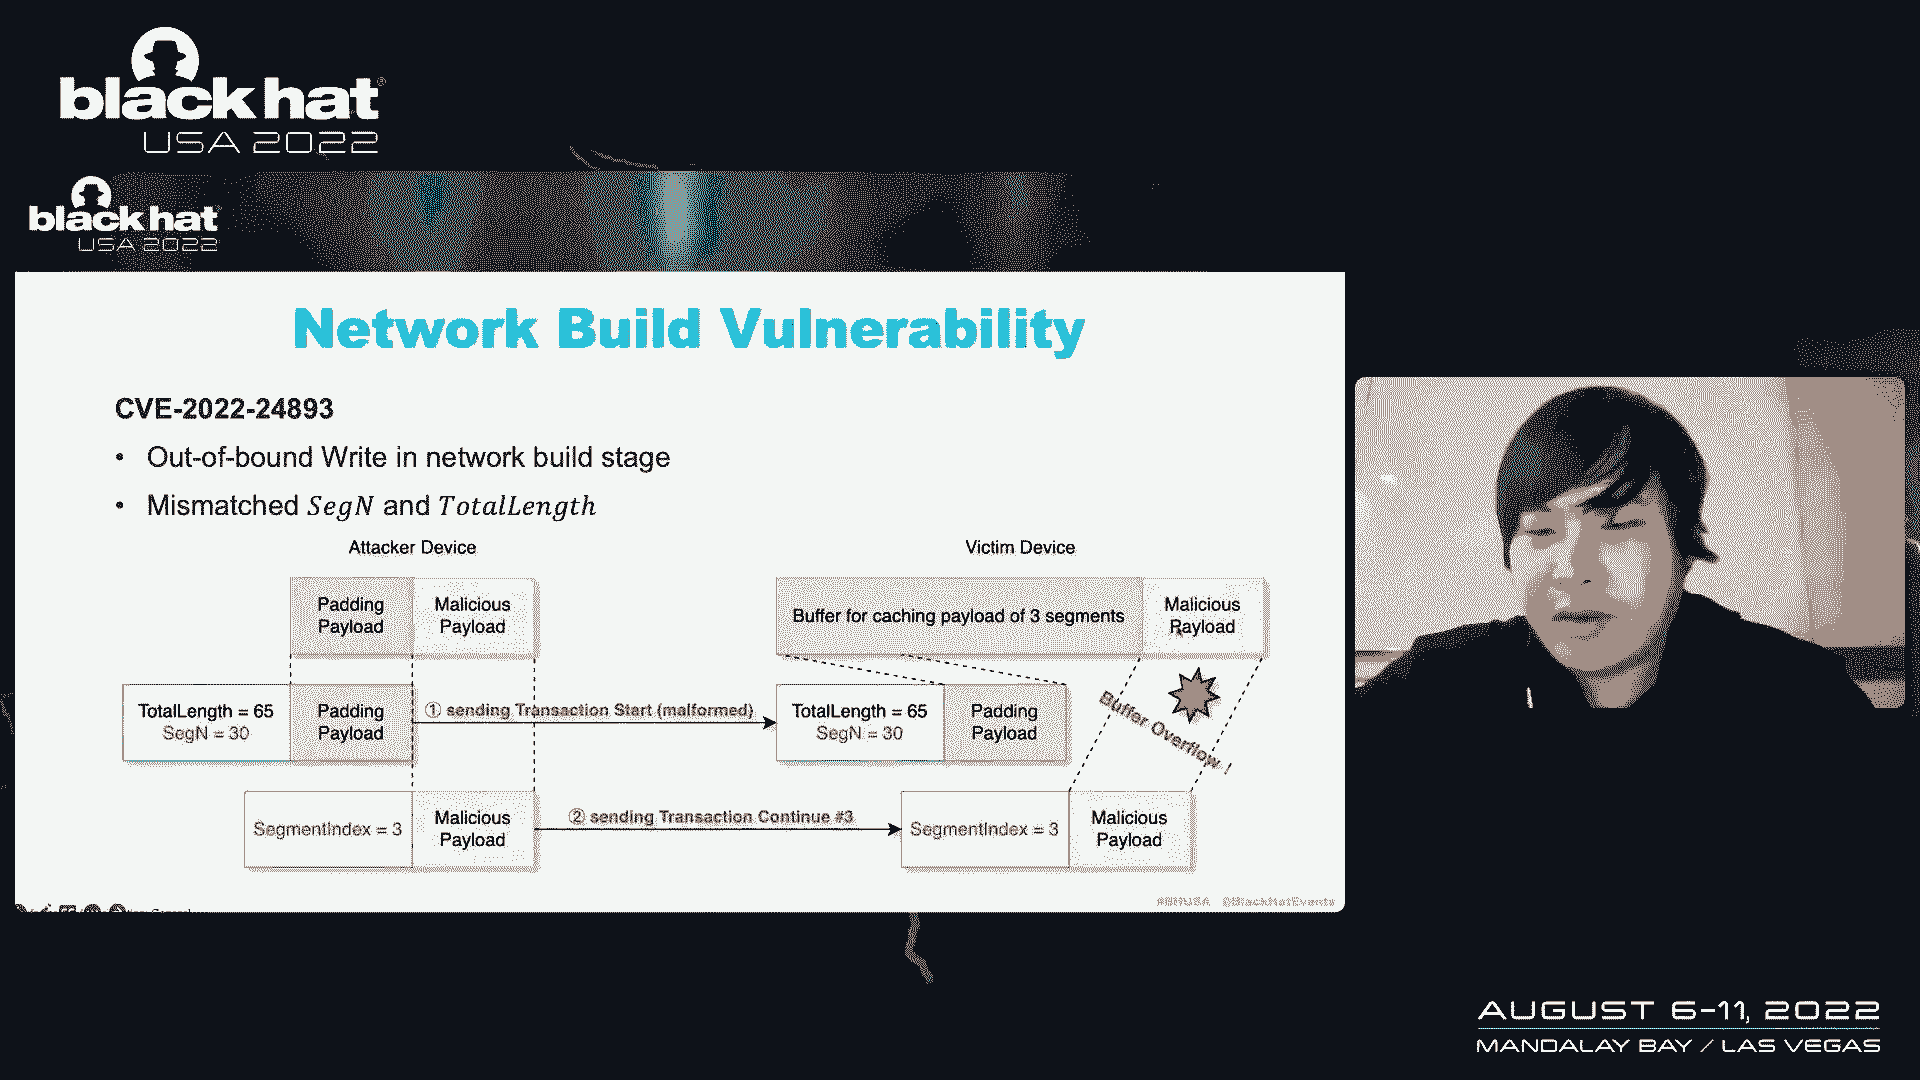 black hat
USA 2022
black hat
USA 2022
Network Build Vulnerability
CVE-2022-24893
• Out-of-bound Write in network build stage
• Mismatched SegN and TotalLength
Attacker Device
Victim Device
Padding
Payload
Malicious
Payload
Buffer for caching payload of 3 segments
Malicious
Payload
TotalLength = 65
SegN = 30
Padding
Payload
① sending Transaction Start (malformed)
TotalLength = 65
SegN = 30
Padding
Payload
Buffer Overflow !
SegmentIndex = 3
Malicious
Payload
② sending Transaction Continue #3
SegmentIndex = 3
Malicious
Payload
#BHUSA @BlackHatEvents
AUGUST 6-11, 2022
MANDALAY BAY / LAS VEGAS